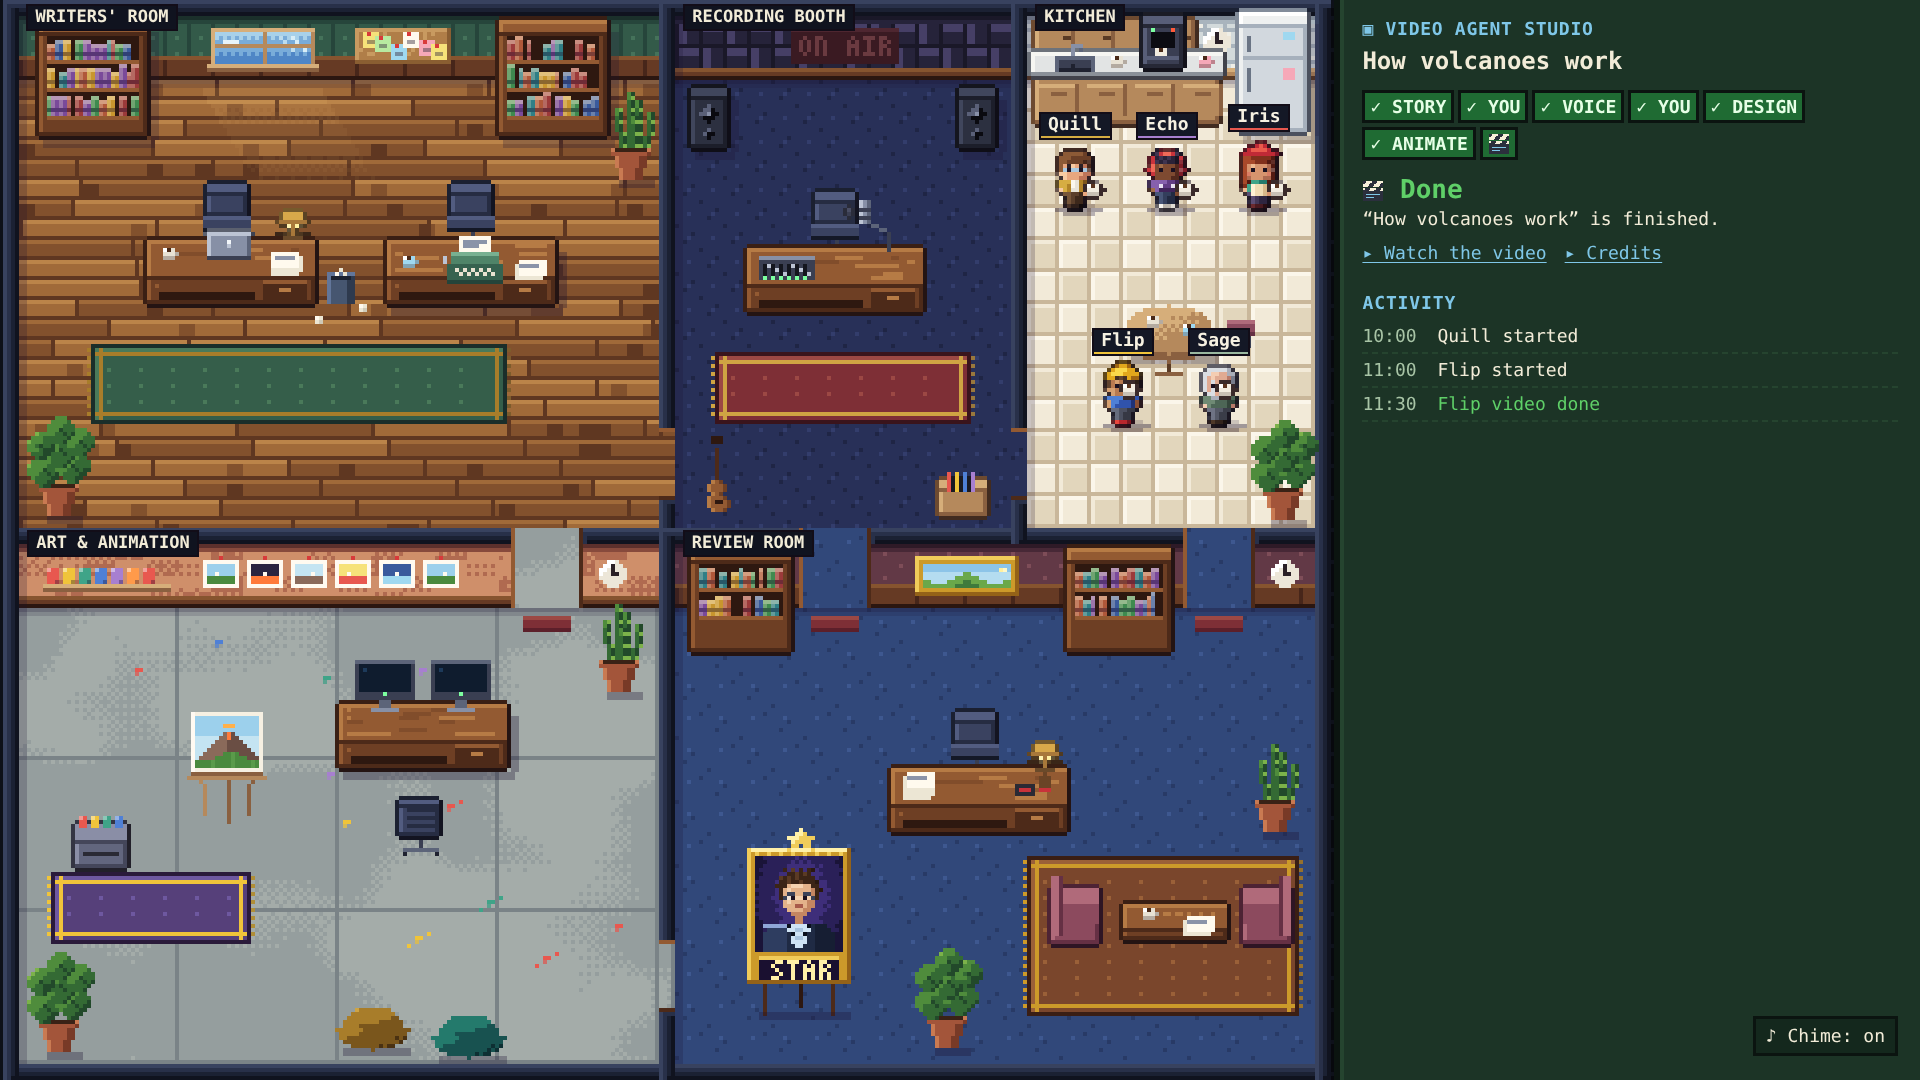 WRITERS' ROOM
RECORDING BOOTH
ON AIR
KITCHEN
Quill
Echo
Iris
Flip
Sage
ART & ANIMATION
REVIEW ROOM
STAR
▣ VIDEO AGENT STUDIO
How volcanoes work
✓ STORY ✓ YOU ✓ VOICE ✓ YOU ✓ DESIGN
✓ ANIMATE 🎬
🎬 Done
“How volcanoes work” is finished.
▸ Watch the video ▸ Credits
ACTIVITY
10:00 Quill started
11:00 Flip started
11:30 Flip video done
♪ Chime: on